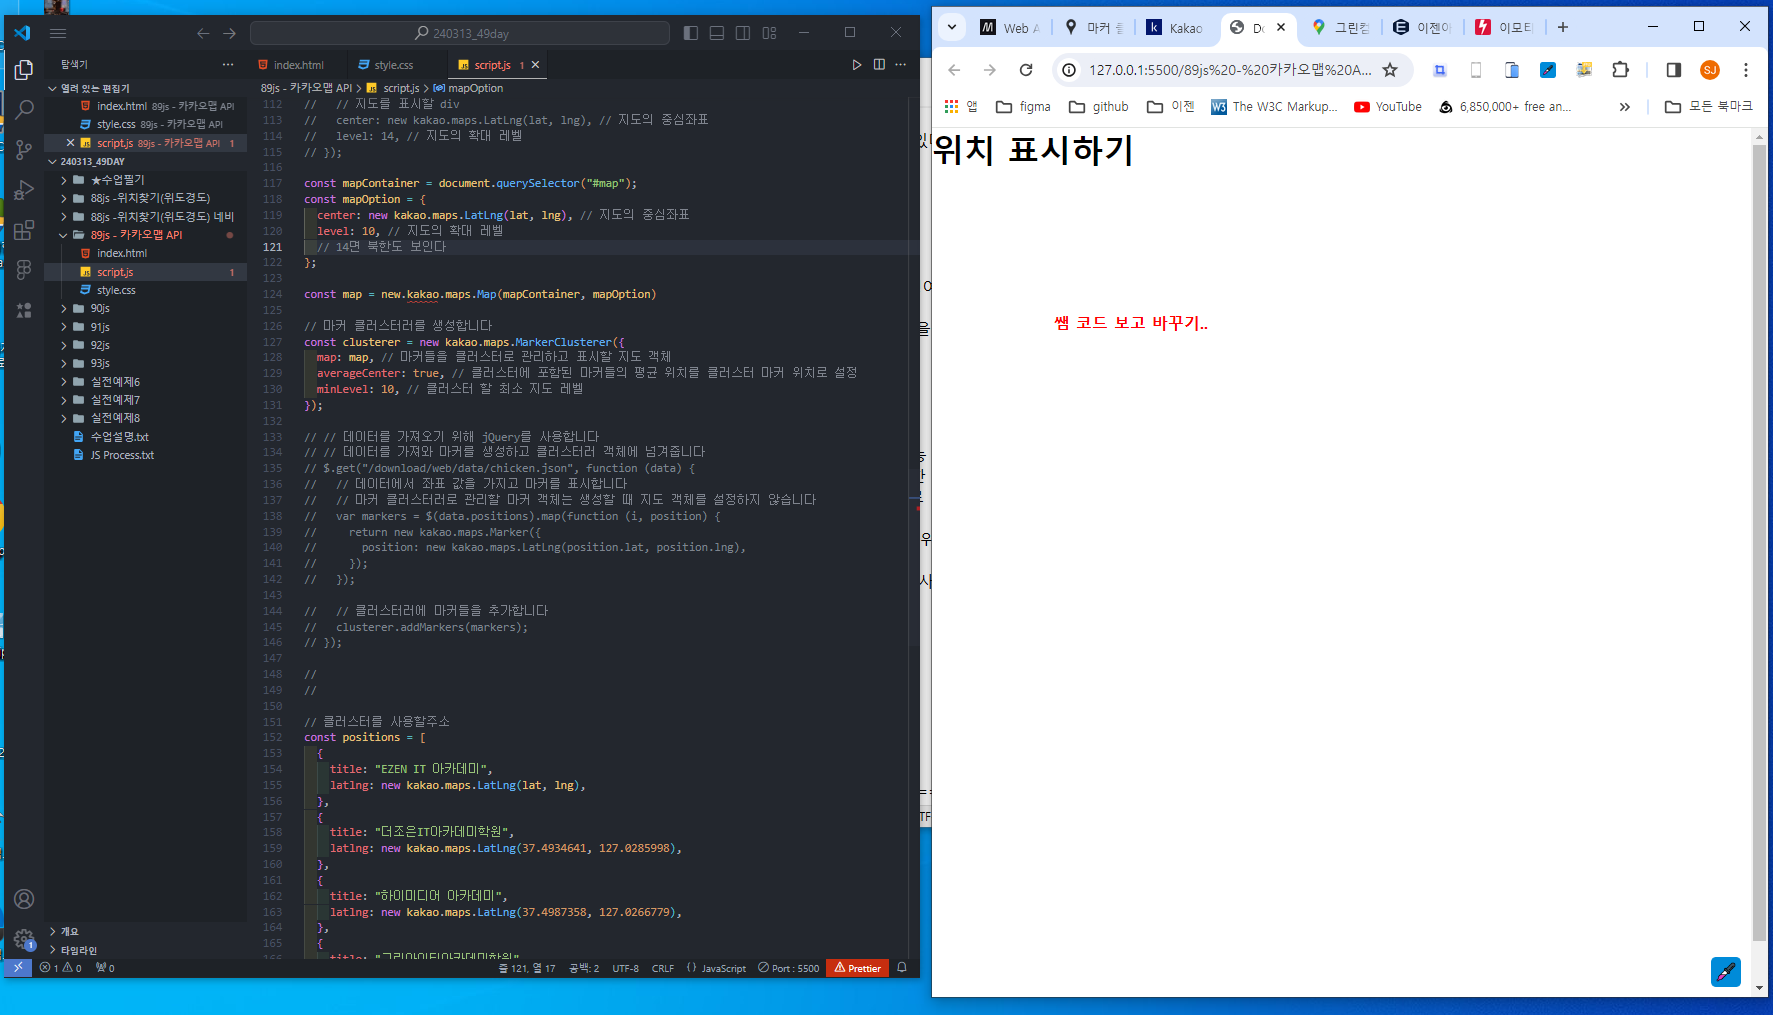 240313_49day
탐색기
index.html
style.css
script.js 1
열려 있는 편집기
index.html 89js - 카카오맵 API
style.css 89js - 카카오맵 API
script.js 89js - 카카오맵 API 1
240313_49DAY
★수업필기
88js -위치찾기(위도경도)
88js -위치찾기(위도경도) 네비
89js - 카카오맵 API
index.html
script.js 1
style.css
90js
91js
92js
93js
실전예제6
실전예제7
실전예제8
수업설명.txt
JS Process.txt
개요
타임라인
89js - 카카오맵 API > script.js > mapOption
112 //   // 지도를 표시할 div
113 //   center: new kakao.maps.LatLng(lat, lng), // 지도의 중심좌표
114 //   level: 14, // 지도의 확대 레벨
115 // });
116
117 const mapContainer = document.querySelector("#map");
118 const mapOption = {
119   center: new kakao.maps.LatLng(lat, lng), // 지도의 중심좌표
120   level: 10, // 지도의 확대 레벨
121   // 14면 북한도 보인다
122 };
123
124 const map = new.kakao.maps.Map(mapContainer, mapOption)
125
126 // 마커 클러스터러를 생성합니다
127 const clusterer = new kakao.maps.MarkerClusterer({
128   map: map, // 마커들을 클러스터로 관리하고 표시할 지도 객체
129   averageCenter: true, // 클러스터에 포함된 마커들의 평균 위치를 클러스터 마커 위치로 설정
130   minLevel: 10, // 클러스터 할 최소 지도 레벨
131 });
132
133 // // 데이터를 가져오기 위해 jQuery를 사용합니다
134 // // 데이터를 가져와 마커를 생성하고 클러스터러 객체에 넘겨줍니다
135 // $.get("/download/web/data/chicken.json", function (data) {
136 //   // 데이터에서 좌표 값을 가지고 마커를 표시합니다
137 //   // 마커 클러스터러로 관리할 마커 객체는 생성할 때 지도 객체를 설정하지 않습니다
138 //   var markers = $(data.positions).map(function (i, position) {
139 //     return new kakao.maps.Marker({
140 //       position: new kakao.maps.LatLng(position.lat, position.lng),
141 //     });
142 //   });
143
144 //   // 클러스터러에 마커들을 추가합니다
145 //   clusterer.addMarkers(markers);
146 // });
147
148 //
149 //
150
151 // 클러스터를 사용할주소
152 const positions = [
153   {
154     title: "EZEN IT 아카데미",
155     latlng: new kakao.maps.LatLng(lat, lng),
156   },
157   {
158     title: "더조은IT아카데미학원",
159     latlng: new kakao.maps.LatLng(37.4934641, 127.0285998),
160   },
161   {
162     title: "하이미디어 아카데미",
163     latlng: new kakao.maps.LatLng(37.4987358, 127.0266779),
164   },
165   {
1 0 0 줄 121, 열 17 공백: 2 UTF-8 CRLF {} JavaScript Port : 5500 Prettier
Web A 마커 Kakao Do 그린컴 이젠아 이모티
127.0.0.1:5500/89js%20-%20카카오맵%20A... SJ
앱 figma github 이젠 The W3C Markup... YouTube 6,850,000+ free an... 모든 북마크
위치 표시하기
쌤 코드 보고 바꾸기..